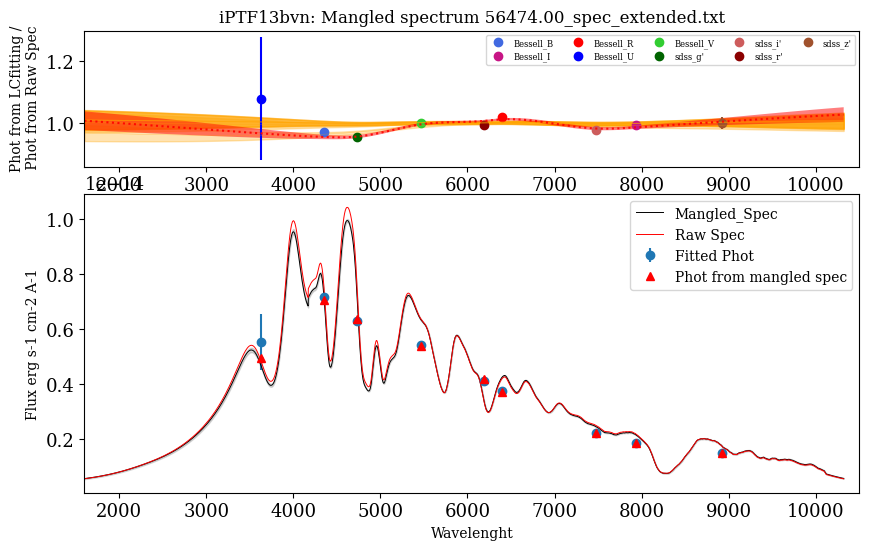 iPTF13bvn: Mangled spectrum 56474.00_spec_extended.txt
Phot from LCfitting /
Phot from Raw Spec
1.2
1.0
Bessell_B
Bessell_I
Bessell_R
Bessell_U
Bessell_V
sdss_g'
sdss_i'
sdss_r'
sdss_z'
2000 3000 4000 5000 6000 7000 8000 9000 10000
1e−14
Flux erg s-1 cm-2 A-1
1.0
0.8
0.6
0.4
0.2
Mangled_Spec
Raw Spec
Fitted Phot
Phot from mangled spec
2000 3000 4000 5000 6000 7000 8000 9000 10000
Wavelenght